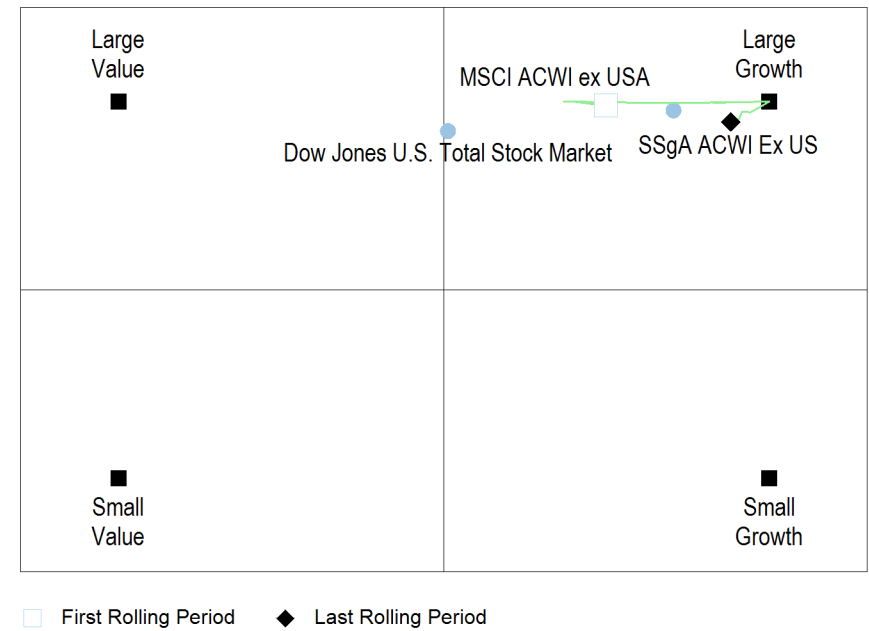 Large
Value
Large
Growth
MSCI ACWI ex USA
Dow Jones U.S. Total Stock Market
SSgA ACWI Ex US
Small
Value
Small
Growth
First Rolling Period
Last Rolling Period